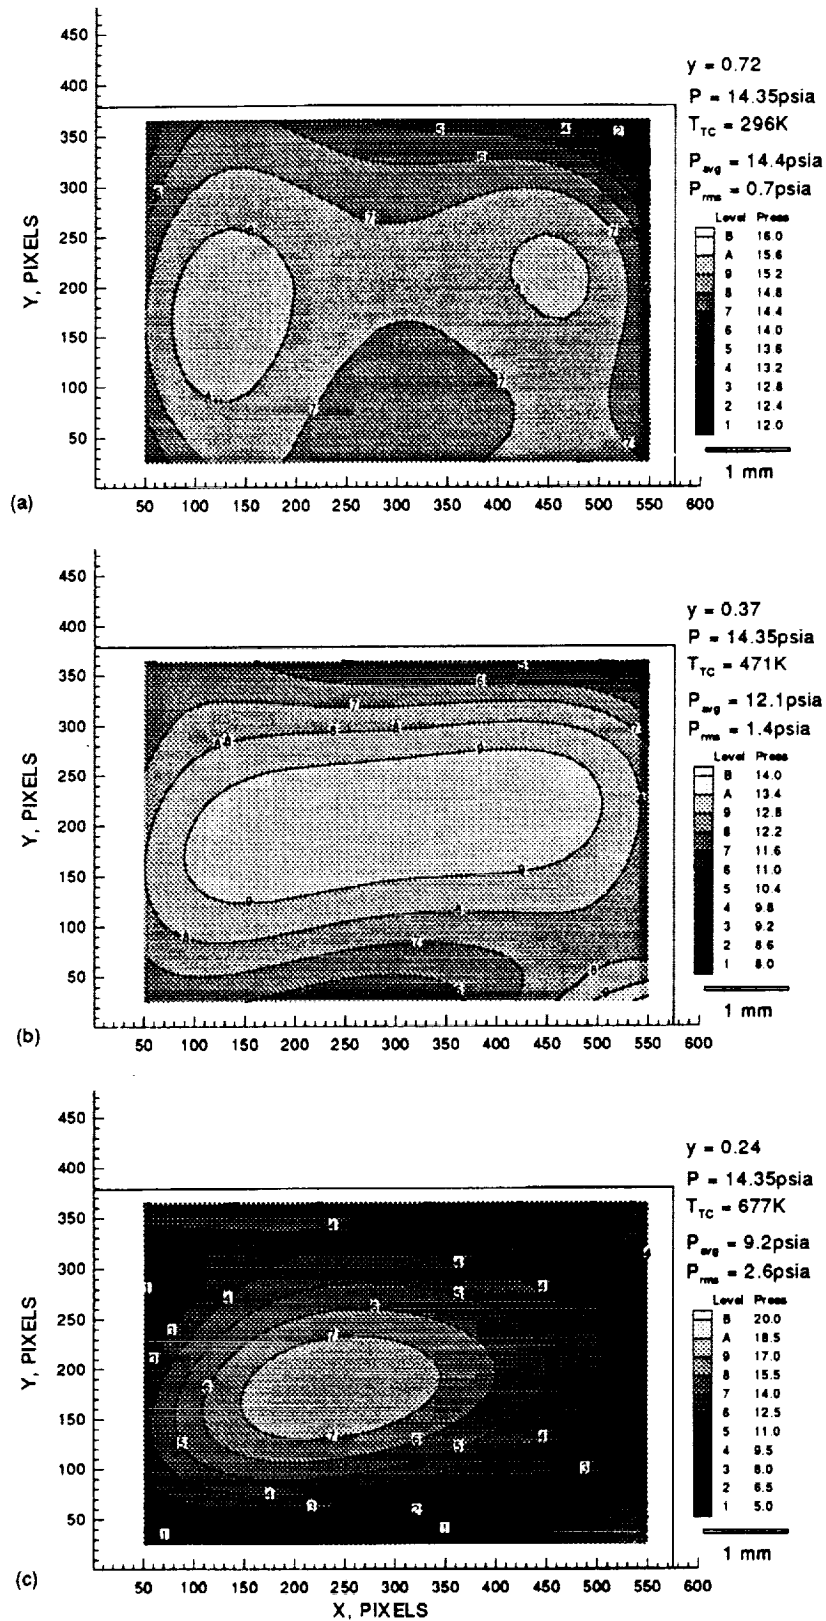 y = 0.72
P = 14.35psia
T_TC = 296K
P_avg = 14.4psia
P_rms = 0.7psia
Level Press
B 16.0
A 15.6
9 15.2
8 14.8
7 14.4
6 14.0
5 13.6
4 13.2
3 12.8
2 12.4
1 12.0
1 mm
Y, PIXELS
450
400
350
300
250
200
150
100
50
50 100 150 200 250 300 350 400 450 500 550 600
(a)
y = 0.37
P = 14.35psia
T_TC = 471K
P_avg = 12.1psia
P_rms = 1.4psia
Level Press
B 14.0
A 13.4
9 12.8
8 12.2
7 11.6
6 11.0
5 10.4
4 9.8
3 9.2
2 8.6
1 8.0
1 mm
Y, PIXELS
450
400
350
300
250
200
150
100
50
50 100 150 200 250 300 350 400 450 500 550 600
(b)
y = 0.24
P = 14.35psia
T_TC = 677K
P_avg = 9.2psia
P_rms = 2.6psia
Level Press
B 20.0
A 18.5
9 17.0
8 15.5
7 14.0
6 12.5
5 11.0
4 9.5
3 8.0
2 6.5
1 5.0
1 mm
Y, PIXELS
450
400
350
300
250
200
150
100
50
50 100 150 200 250 300 350 400 450 500 550 600
X, PIXELS
(c)